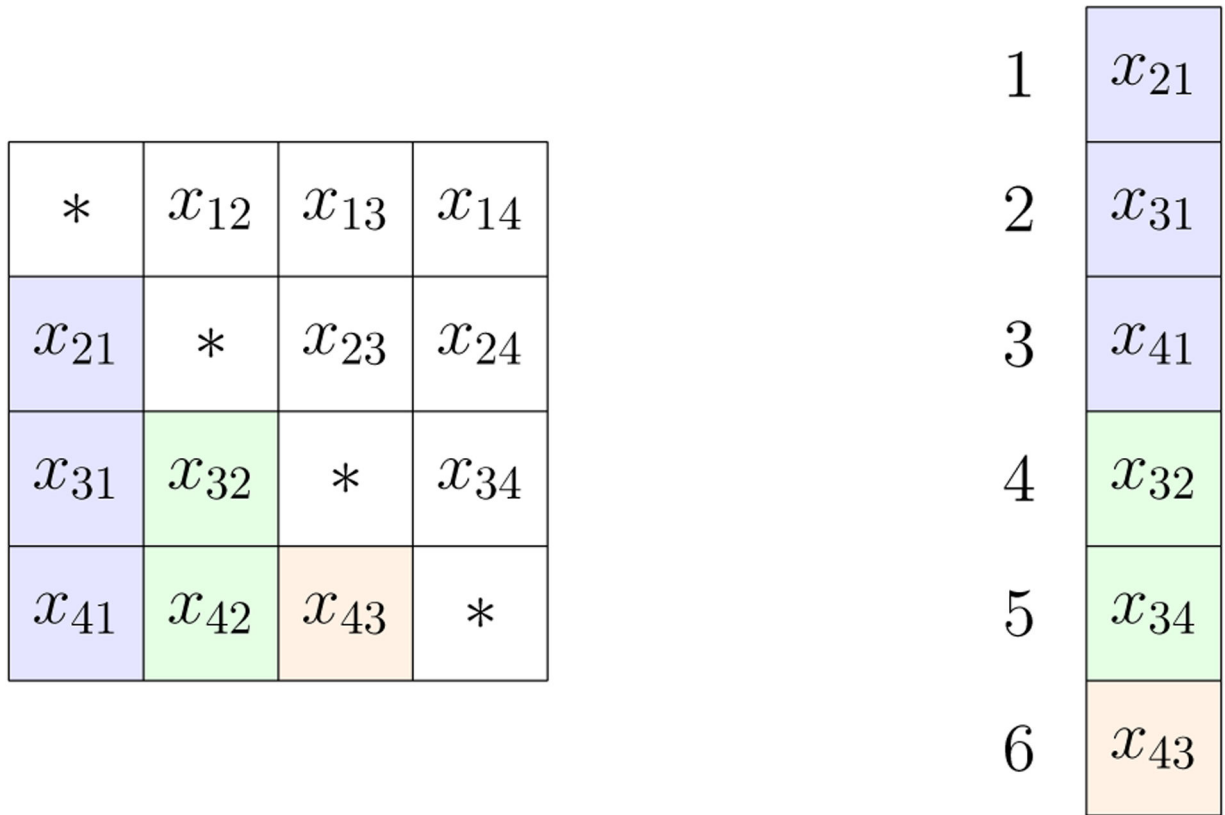 * x₁₂ x₁₃ x₁₄
x₂₁ * x₂₃ x₂₄
x₃₁ x₃₂ * x₃₄
x₄₁ x₄₂ x₄₃ *
1 x₂₁
2 x₃₁
3 x₄₁
4 x₃₂
5 x₃₄
6 x₄₃